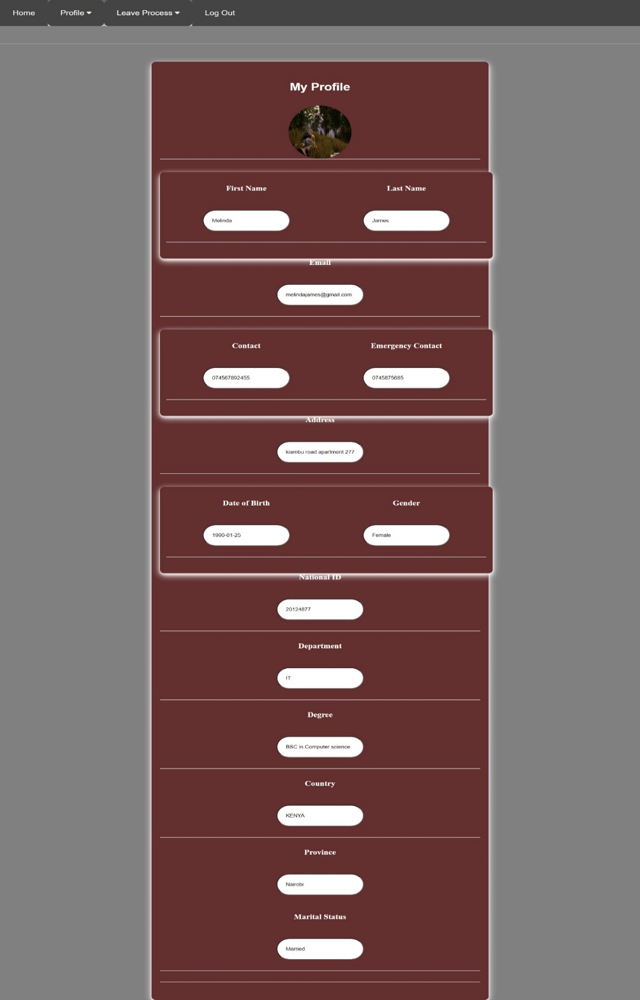 Home Profile Leave Process Log Out
My Profile
First Name Last Name
Melinda James
Email
melindajames@gmail.com
Contact Emergency Contact
074567892455 0745875685
Address
kiambu road apartment 277
Date of Birth Gender
1990-01-25 Female
National ID
20124877
Department
IT
Degree
BSC in Computer science
Country
KENYA
Province
Nairobi
Marital Status
Married